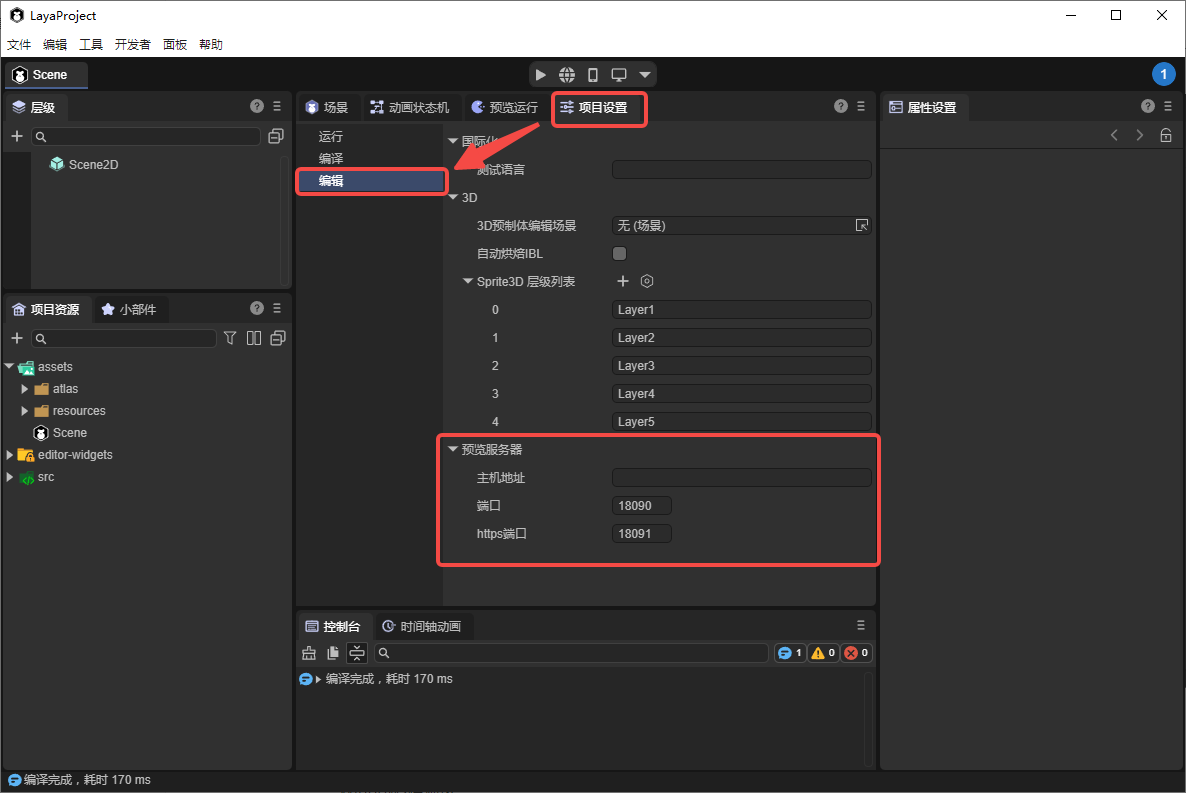 LayaProject
文件 编辑 工具 开发者 面板 帮助
Scene
1
层级
Scene2D
项目资源 小部件
assets
atlas
resources
Scene
editor-widgets
src
场景 动画状态机 预览运行 项目设置
运行
编译
编辑
国际化
测试语言
3D
3D预制体编辑场景 无 (场景)
自动烘焙IBL
Sprite3D 层级列表
0 Layer1
1 Layer2
2 Layer3
3 Layer4
4 Layer5
预览服务器
主机地址
端口 18090
https端口 18091
属性设置
控制台 时间轴动画
1 0 0
编译完成，耗时 170 ms
编译完成，耗时 170 ms